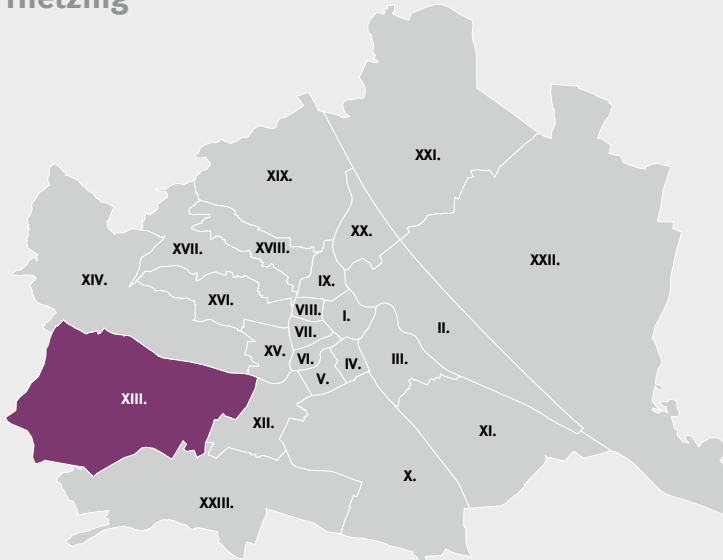 Hietzing
XXI.
XIX.
XX.
XVII.
XVIII.
XXII.
XIV.
IX.
XVI.
VIII.
I.
II.
VII.
XV.
VI.
IV.
III.
V.
XIII.
XII.
XI.
X.
XXIII.